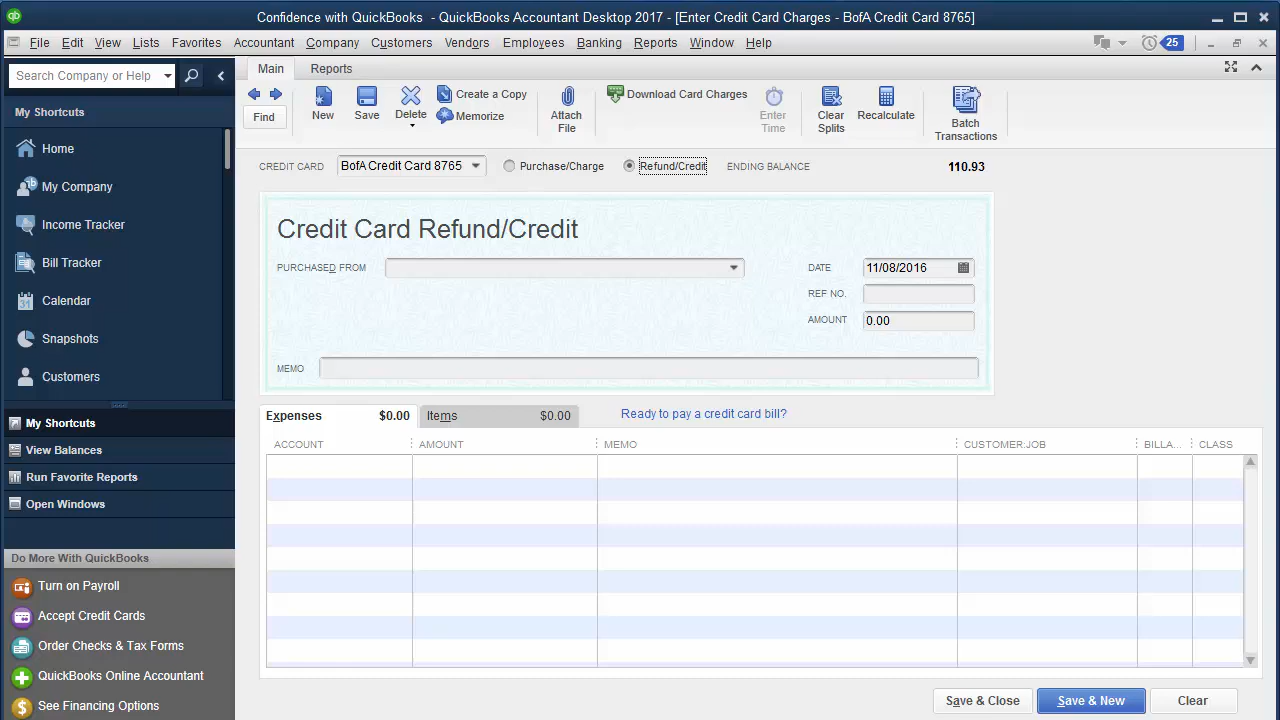 Confidence with QuickBooks - QuickBooks Accountant Desktop 2017 - [Enter Credit Card Charges - BofA Credit Card 8765]
File Edit View Lists Favorites Accountant Company Customers Vendors Employees Banking Reports Window Help 25
Search Company or Help
My Shortcuts
Home
My Company
Income Tracker
Bill Tracker
Calendar
Snapshots
Customers
My Shortcuts
View Balances
Run Favorite Reports
Open Windows
Do More With QuickBooks
Turn on Payroll
Accept Credit Cards
Order Checks & Tax Forms
QuickBooks Online Accountant
See Financing Options
Main Reports
Find
New
Save
Delete
Create a Copy
Memorize
Attach
File
Download Card Charges
Enter
Time
Clear
Splits
Recalculate
Batch
Transactions
CREDIT CARD BofA Credit Card 8765 Purchase/Charge Refund/Credit ENDING BALANCE 110.93
Credit Card Refund/Credit
PURCHASED FROM
DATE 11/08/2016
REF NO.
AMOUNT 0.00
MEMO
Expenses $0.00 Items $0.00 Ready to pay a credit card bill?
ACCOUNT AMOUNT MEMO CUSTOMER:JOB BILLA... CLASS
Save & Close Save & New Clear